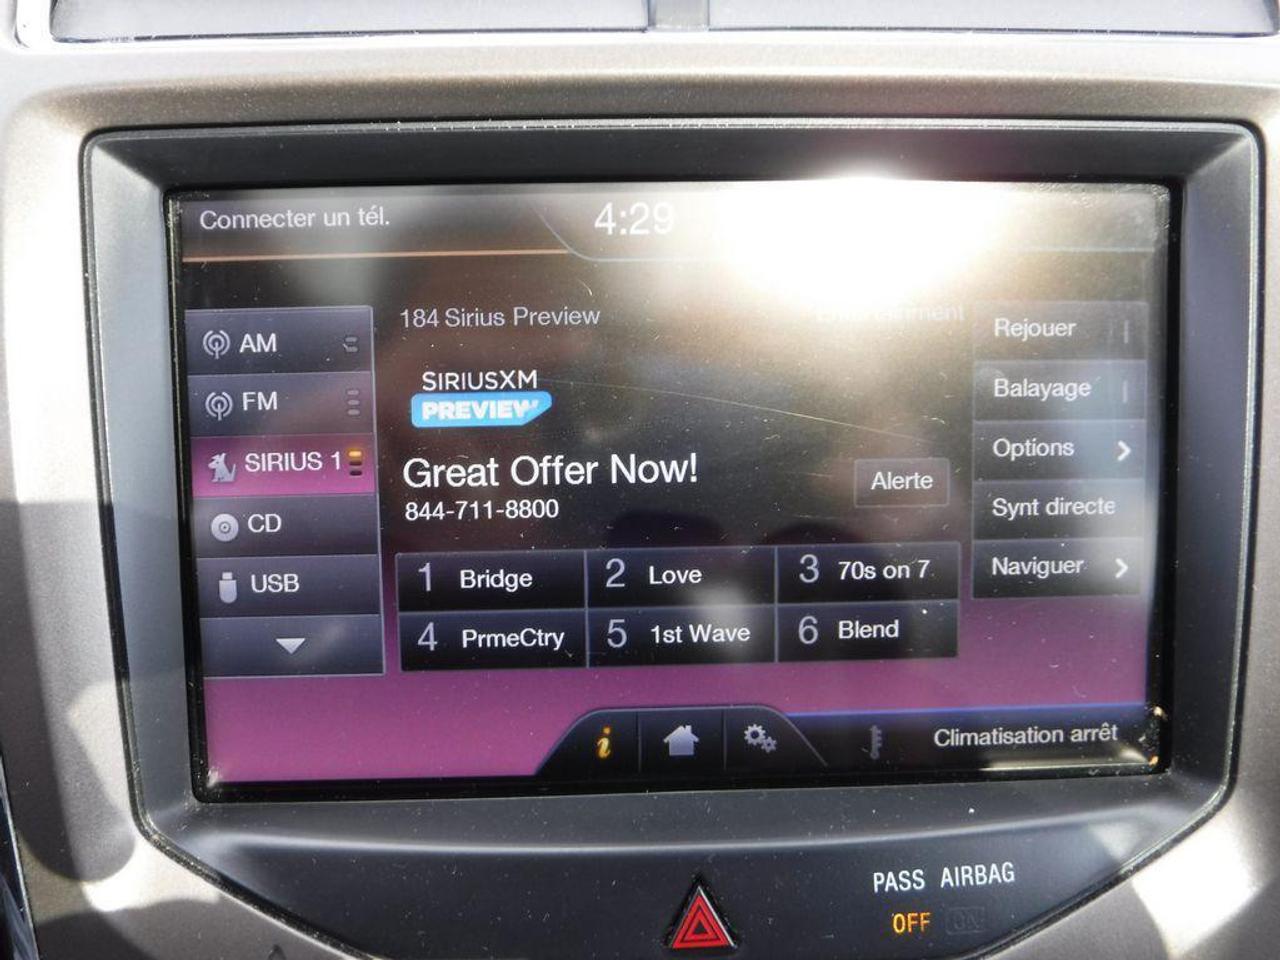 Connecter un tél.
4:29
184 Sirius Preview
Entertainment
AM
FM
SIRIUS 1
CD
USB
SIRIUSXM
PREVIEW
Great Offer Now!
844-711-8800
Alerte
1 Bridge
2 Love
3 70s on 7
4 PrmeCtry
5 1st Wave
6 Blend
Rejouer
Balayage
Options
Synt directe
Naviguer
i
Climatisation arrêt
PASS AIRBAG
OFF ON